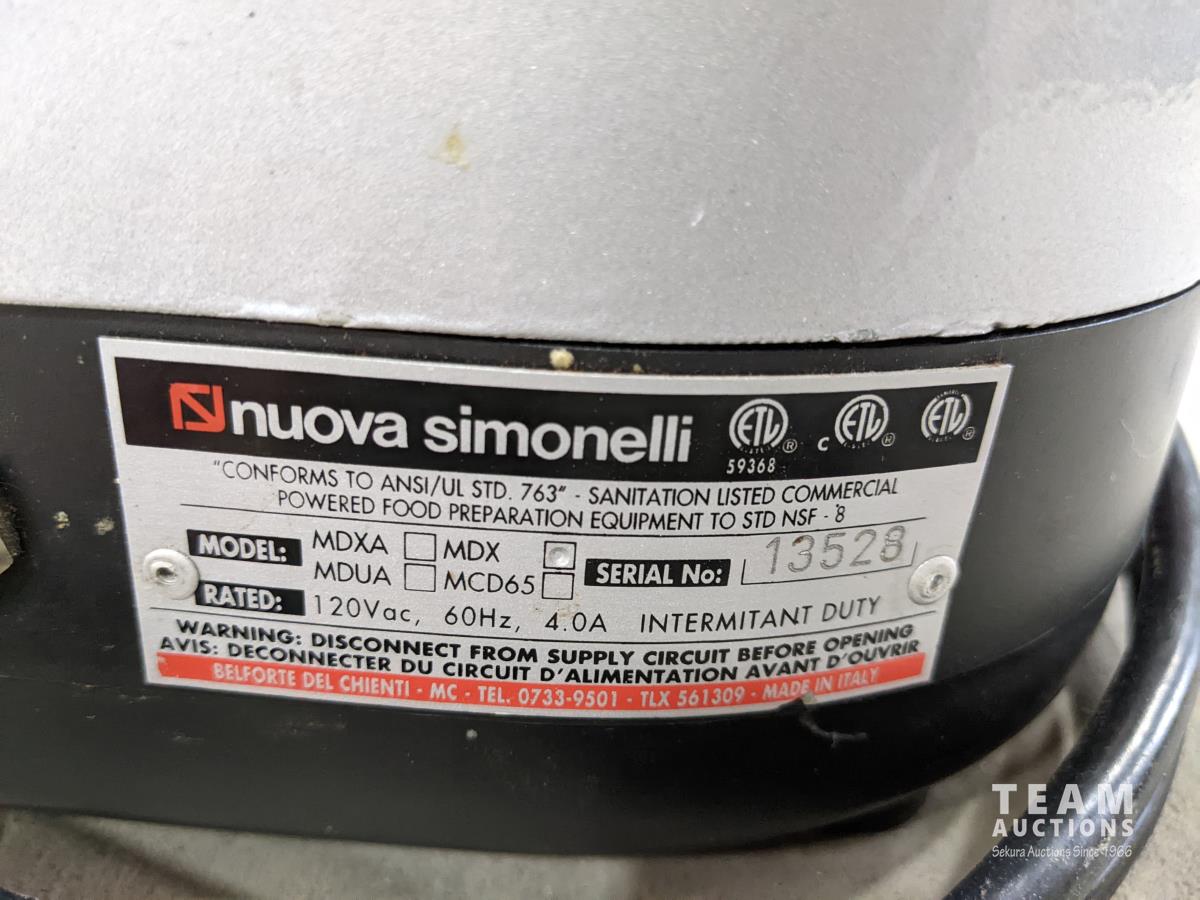 nuova simonelli
ETL ® C ETL ® ETL ®
59368
"CONFORMS TO ANSI/UL STD. 763" - SANITATION LISTED COMMERCIAL
POWERED FOOD PREPARATION EQUIPMENT TO STD NSF - 8
MODEL: MDXA MDX SERIAL No: 13528
MDUA MCD65
RATED: 120Vac, 60Hz, 4.0A INTERMITANT DUTY
WARNING: DISCONNECT FROM SUPPLY CIRCUIT BEFORE OPENING
AVIS: DECONNECTER DU CIRCUIT D'ALIMENTATION AVANT D'OUVRIR
BELFORTE DEL CHIENTI - MC - TEL. 0733-9501 - TLX 561309 - MADE IN ITALY
TEAM
AUCTIONS
Sekura Auctions Since 1966